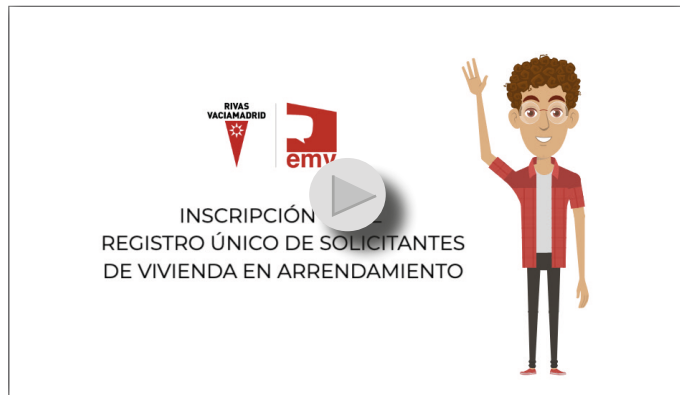 RIVAS
VACIAMADRID
emv
INSCRIPCIÓN
REGISTRO ÚNICO DE SOLICITANTES
DE VIVIENDA EN ARRENDAMIENTO